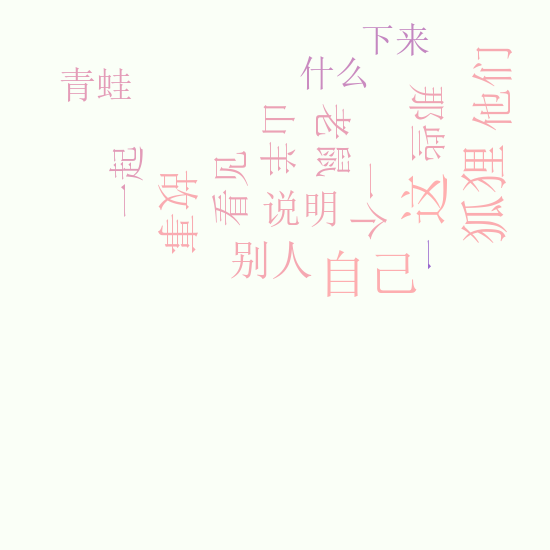 下来
什么
青蛙
他们
那些
老鼠
山羊
一起
看见
故事
说明
一个
这
狐狸
别人
自己
一